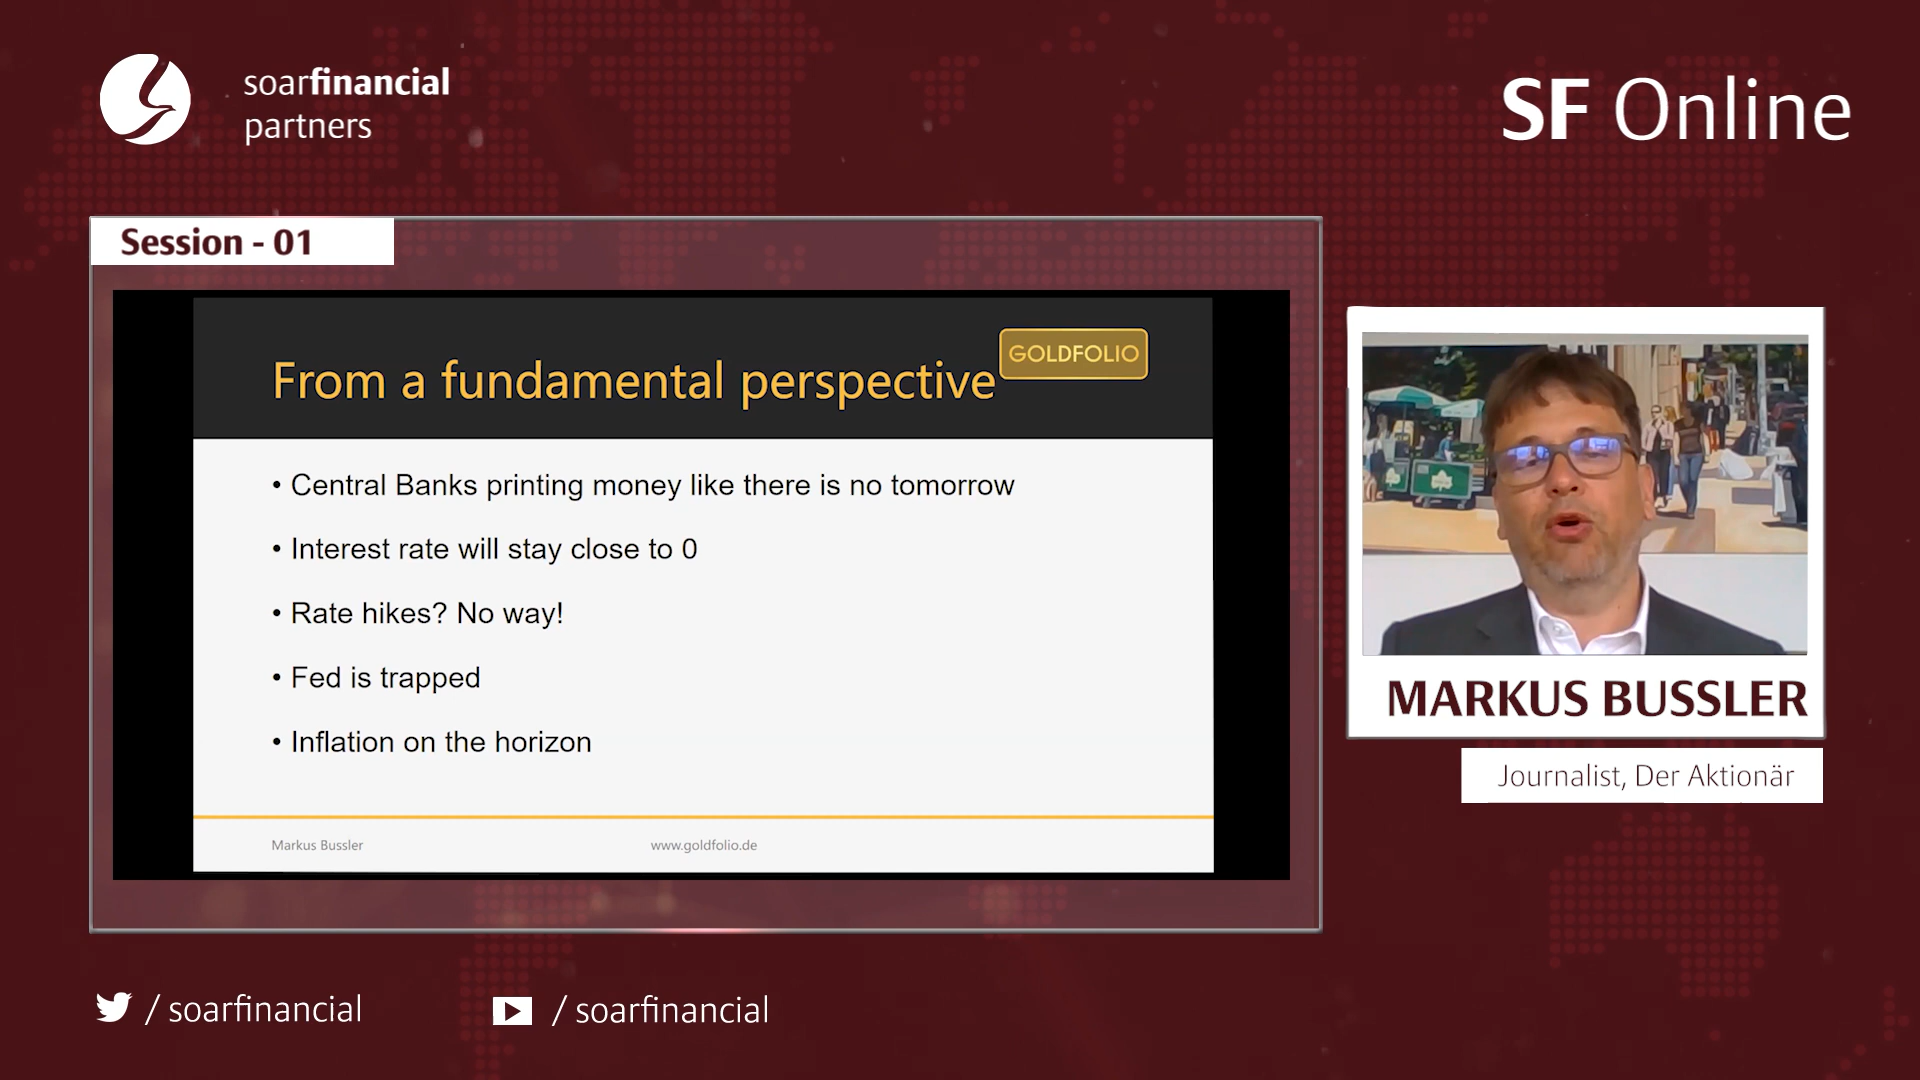 soarfinancial
partners
SF Online
Session - 01
From a fundamental perspective
GOLDFOLIO
• Central Banks printing money like there is no tomorrow
• Interest rate will stay close to 0
• Rate hikes? No way!
• Fed is trapped
• Inflation on the horizon
Markus Bussler
www.goldfolio.de
MARKUS BUSSLER
Journalist, Der Aktionär
/ soarfinancial
/ soarfinancial